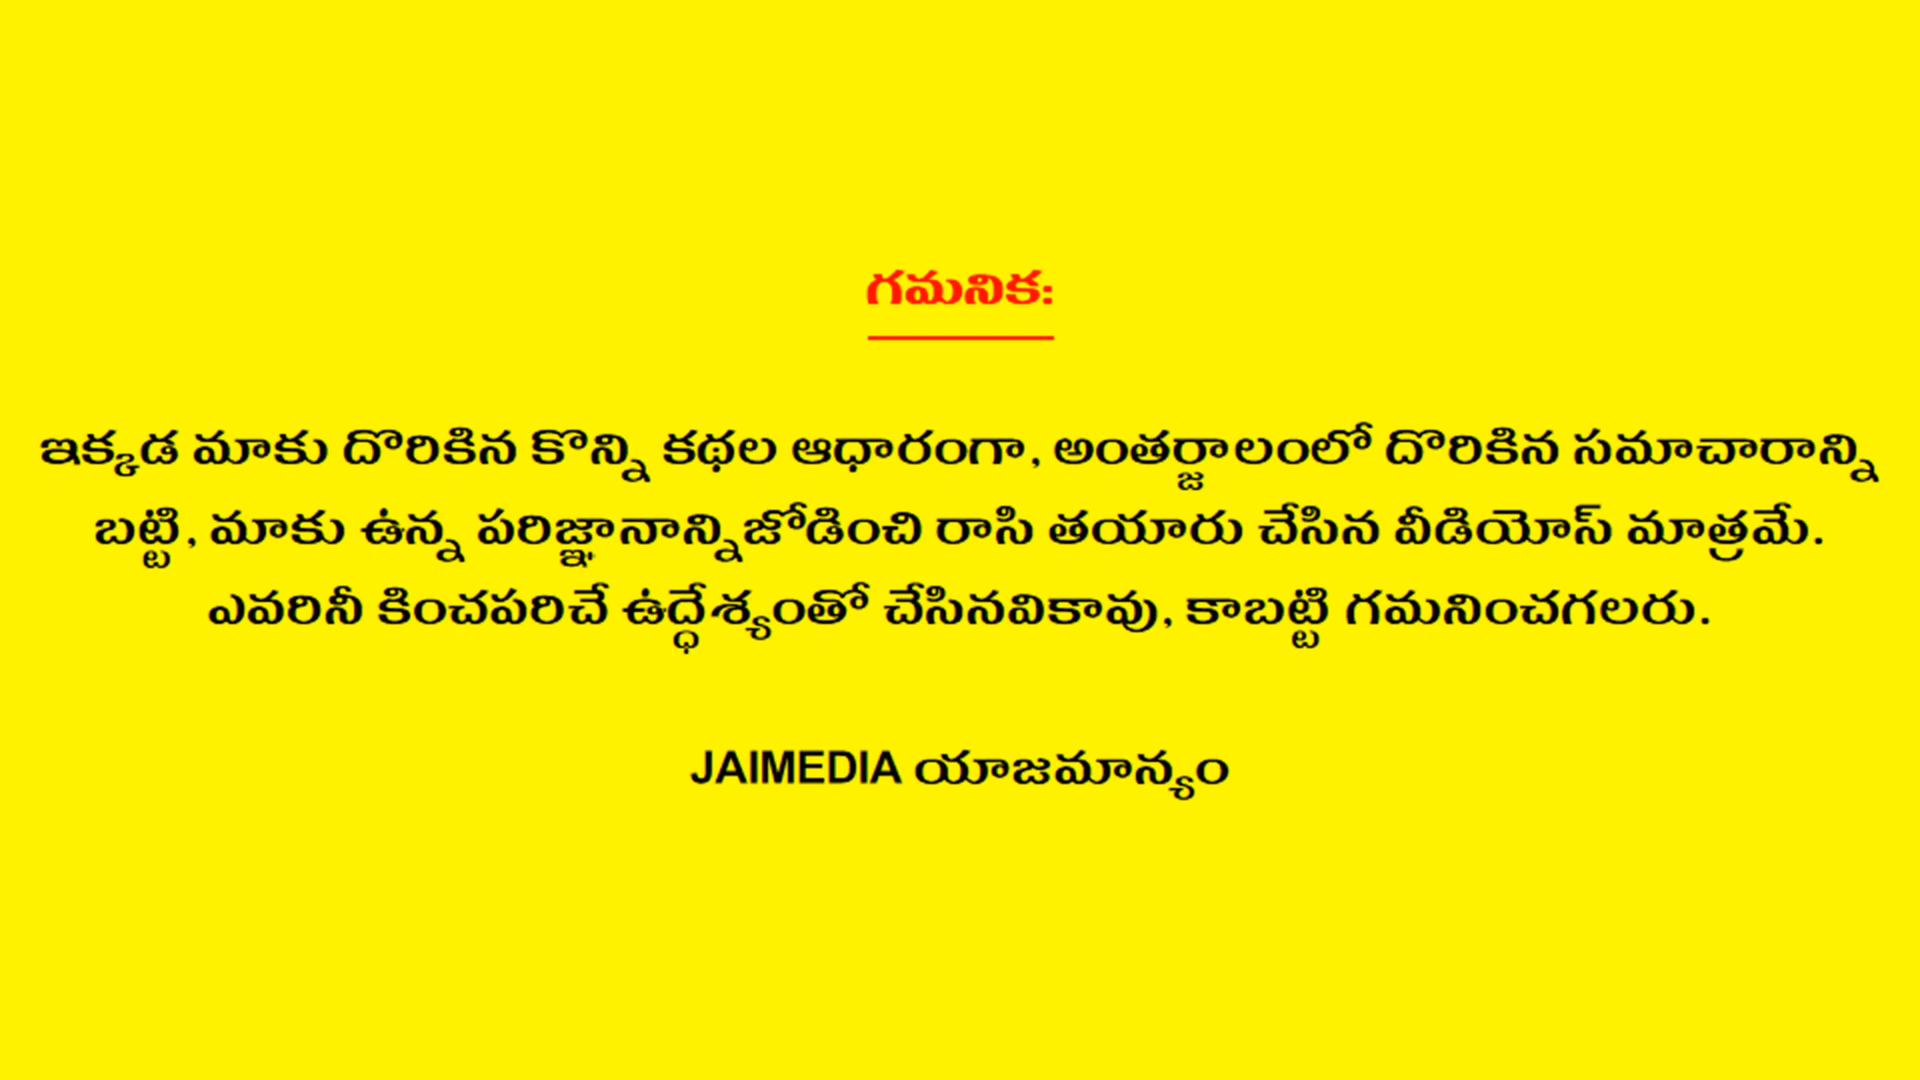 గమనిక:
ఇక్కడ మాకు దొరికిన కొన్ని కథల ఆధారంగా, అంతర్జాలంలో దొరికిన సమాచారాన్ని
బట్టి, మాకు ఉన్న పరిజ్ఞానాన్నిజోడించి రాసి తయారు చేసిన వీడియోస్ మాత్రమే.
ఎవరినీ కించపరిచే ఉద్ధేశ్యంతో చేసినవికావు, కాబట్టి గమనించగలరు.
JAIMEDIA యాజమాన్యం